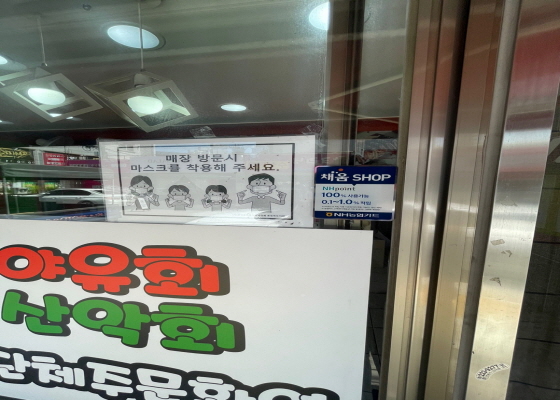 매장 방문시
마스크를 착용해 주세요.
채움 SHOP
NHpoint
100% 사용가능
0.1~1.0% 적립
NH농협카드
야유회
산악회
단체주문환영